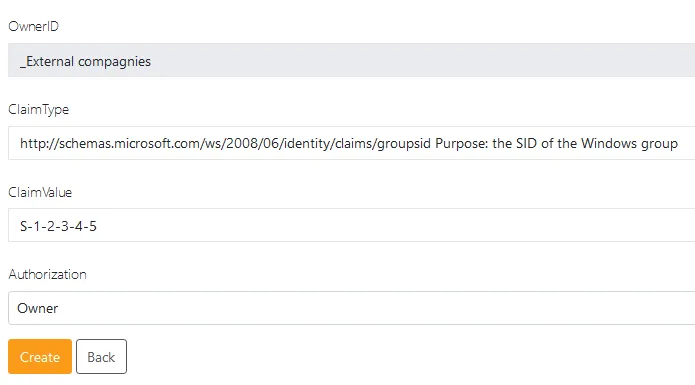 OwnerID
_External compagnies
ClaimType
http://schemas.microsoft.com/ws/2008/06/identity/claims/groupsid Purpose: the SID of the Windows group
ClaimValue
S-1-2-3-4-5
Authorization
Owner
Create Back